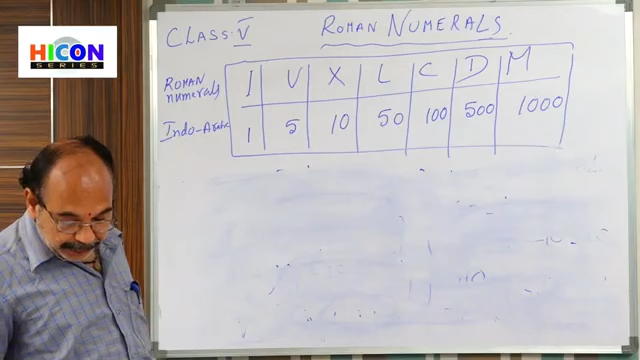 HICON
SERIES
CLASS: V
ROMAN NUMERALS
ROMAN numerals I V X L C D M
Indo-Arabic 1 5 10 50 100 500 1000